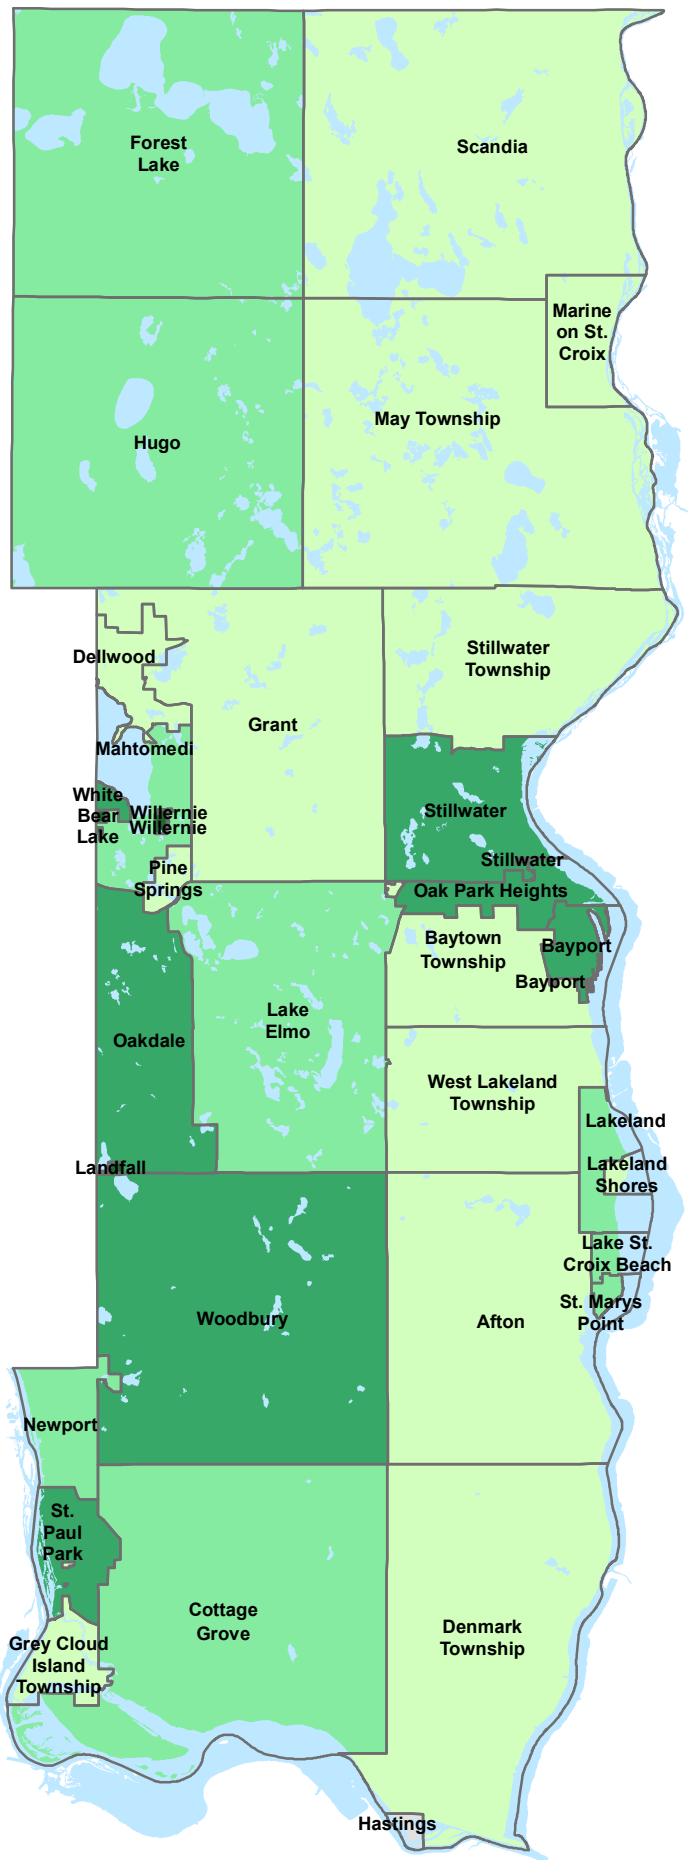 Forest
Lake
Scandia
Marine
on St.
Croix
May Township
Hugo
Stillwater
Township
Dellwood
Grant
Mahtomedi
White
Bear
Lake
Willernie
Willernie
Stillwater
Stillwater
Pine
Springs
Oak Park Heights
Baytown
Township
Bayport
Bayport
Lake
Elmo
Oakdale
West Lakeland
Township
Lakeland
Landfall
Lakeland
Shores
Lake St.
Croix Beach
St. Marys
Point
Woodbury
Afton
Newport
St.
Paul
Park
Cottage
Grove
Denmark
Township
Grey Cloud
Island
Township
Hastings